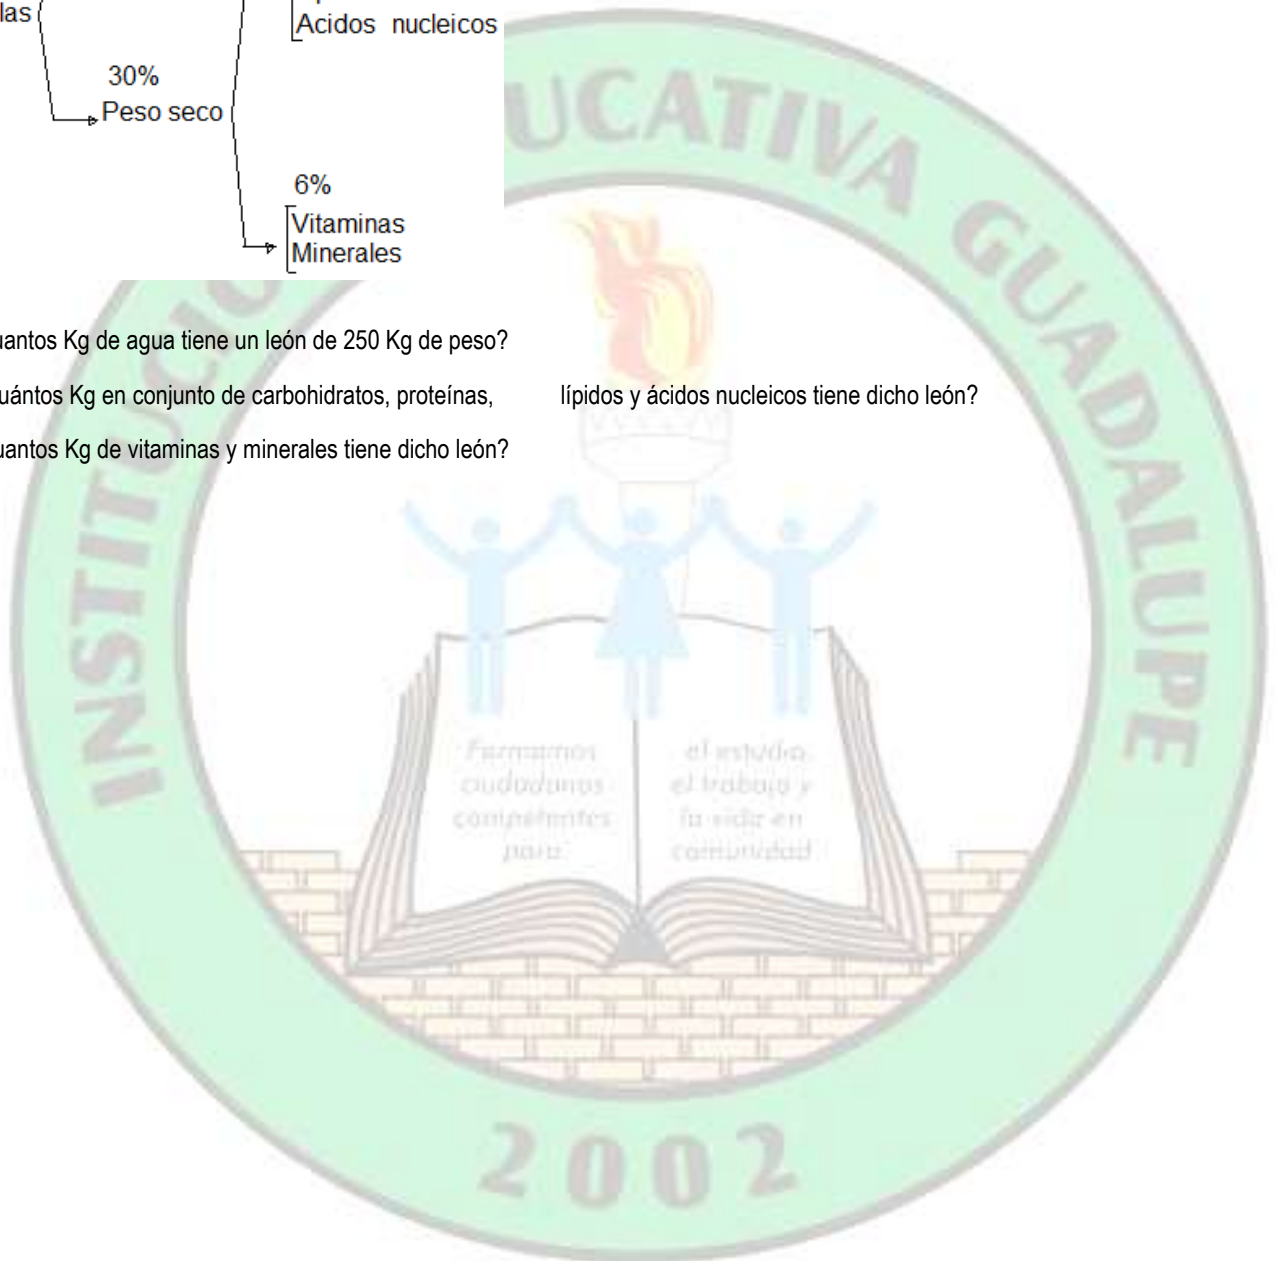 las
Acidos nucleicos
30%
Peso seco
6%
Vitaminas
Minerales
uantos Kg de agua tiene un león de 250 Kg de peso?
uántos Kg en conjunto de carbohidratos, proteínas, lípidos y ácidos nucleicos tiene dicho león?
uantos Kg de vitaminas y minerales tiene dicho león?
INSTITUCIO UCATIVA GUADALUPE
Formamos
ciudadanos
competentes
para
el estudio,
el trabajo y
la vida en
comunidad
2002